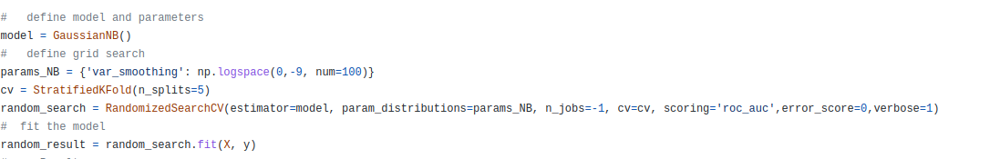 #   define model and parameters
model = GaussianNB()
#   define grid search
params_NB = {'var_smoothing': np.logspace(0,-9, num=100)}
cv = StratifiedKFold(n_splits=5)
random_search = RandomizedSearchCV(estimator=model, param_distributions=params_NB, n_jobs=-1, cv=cv, scoring='roc_auc',error_score=0,verbose=1)
#  fit the model
random_result = random_search.fit(X, y)